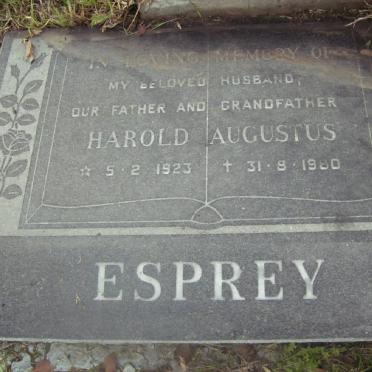 IN LOVING MEMORY OF
MY BELOVED HUSBAND,
OUR FATHER AND GRANDFATHER
HAROLD AUGUSTUS
☆ 5·2 1923 † 31·8·1980
ESPREY